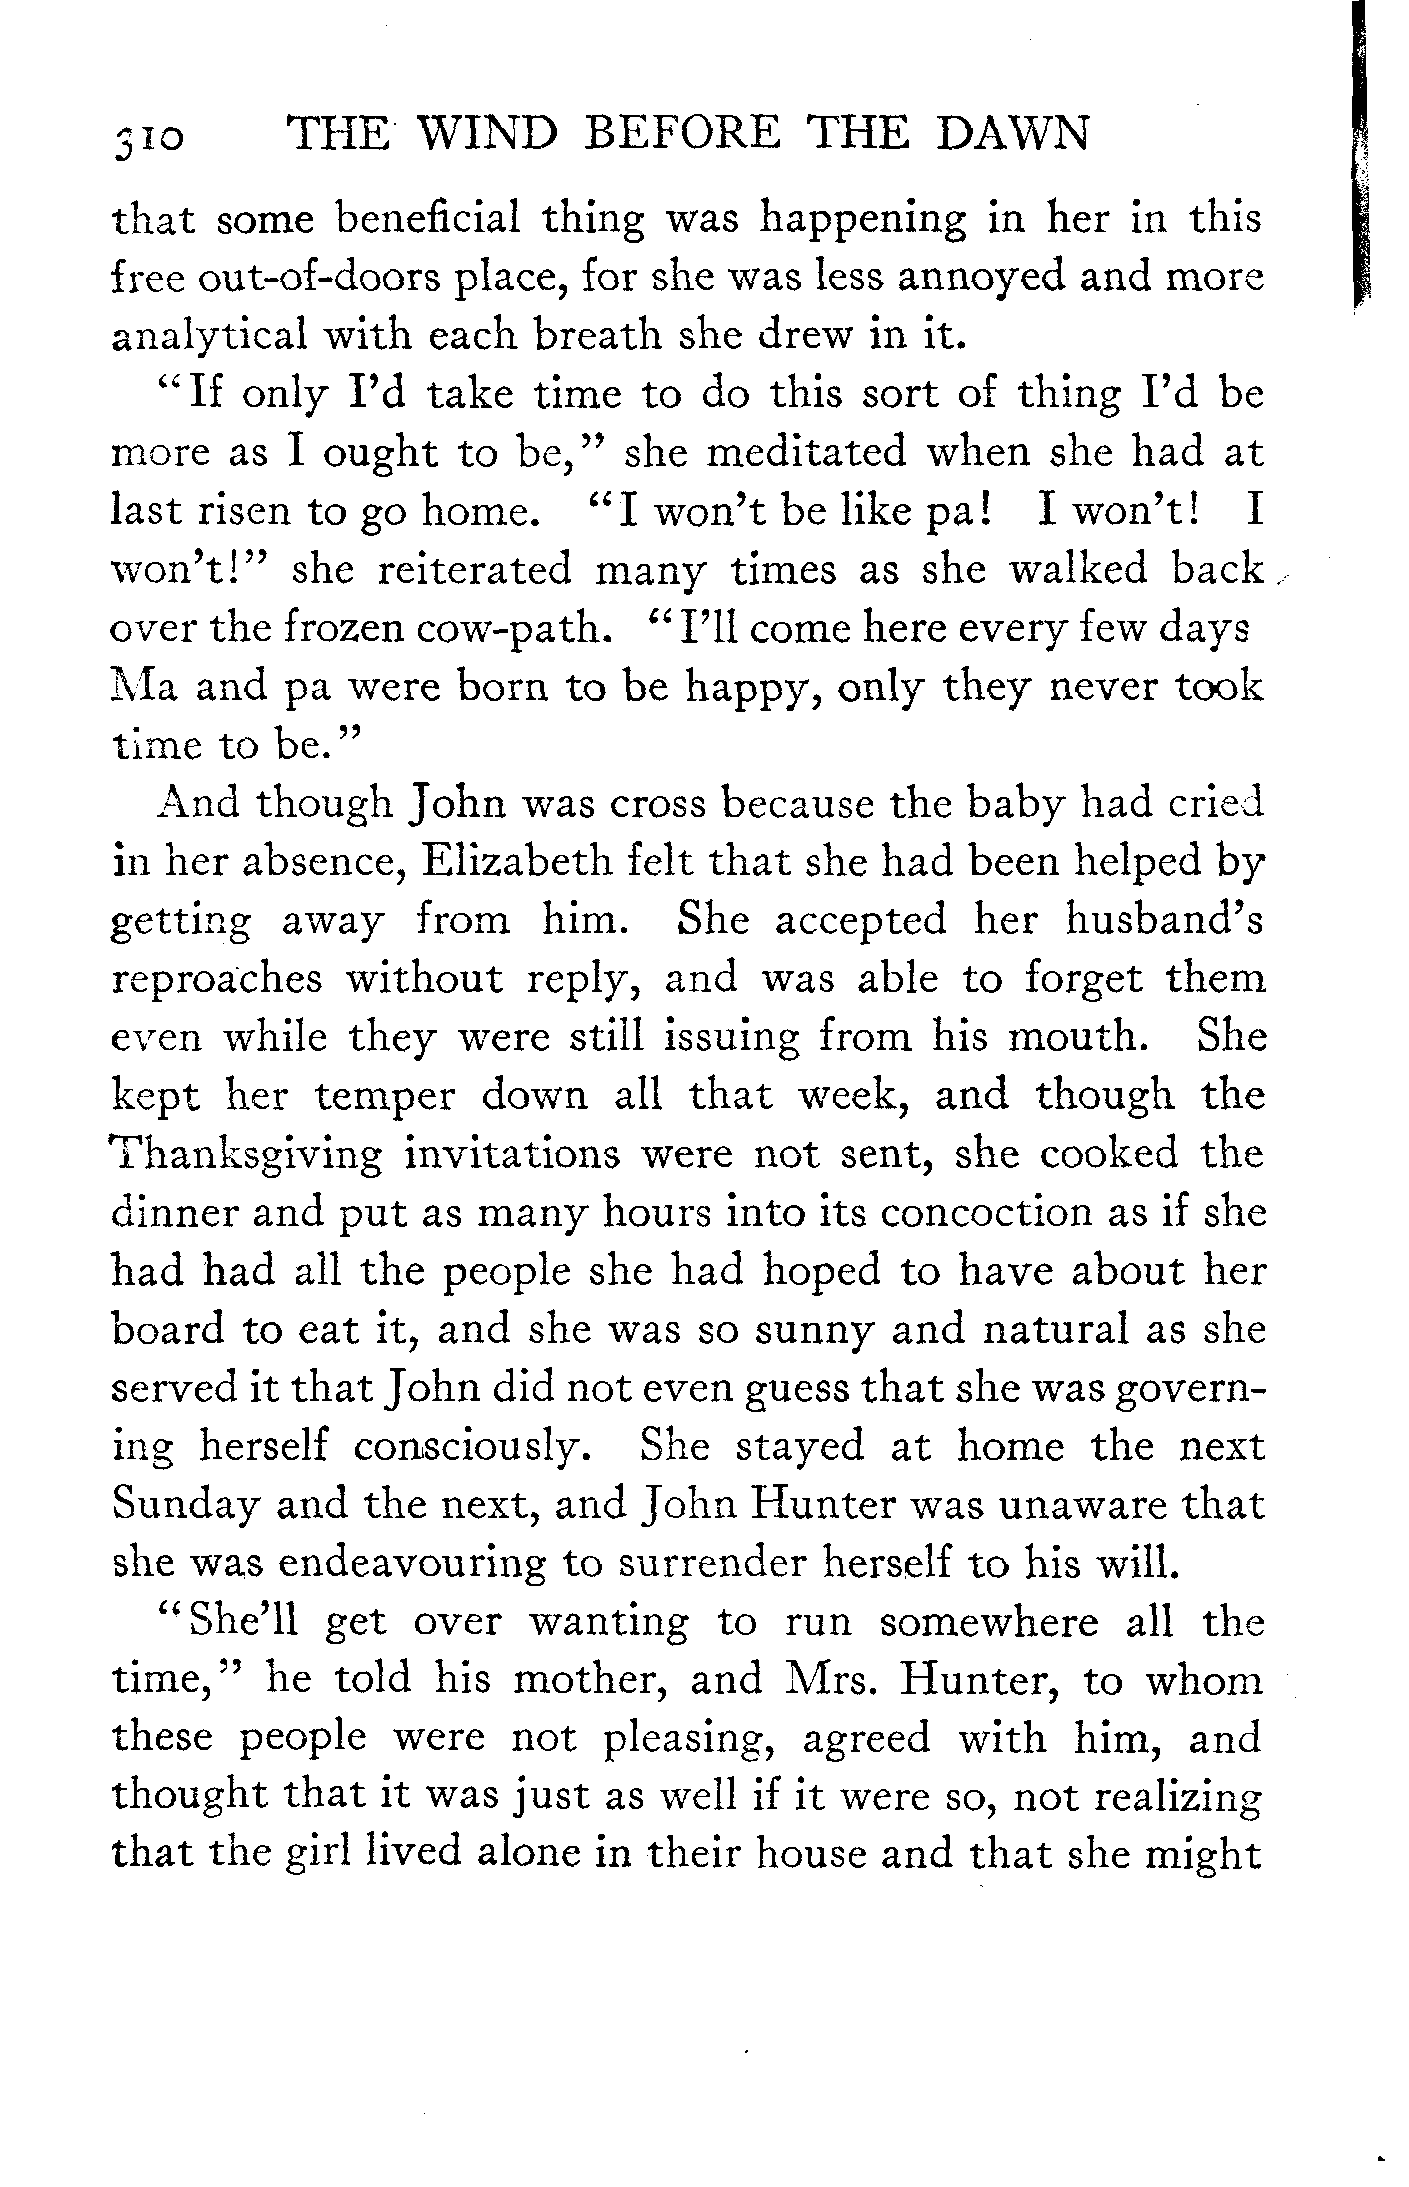 310 THE WIND BEFORE THE DAWN
that some beneficial thing was happening in her in this
free out-of-doors place, for she was less annoyed and more
analytical with each breath she drew in it.
"If only I'd take time to do this sort of thing I'd be
more as I ought to be," she meditated when she had at
last risen to go home. "I won't be like pa! I won't! I
won't!" she reiterated many times as she walked back
over the frozen cow-path. "I'll come here every few days
Ma and pa were born to be happy, only they never took
time to be."
And though John was cross because the baby had cried
in her absence, Elizabeth felt that she had been helped by
getting away from him. She accepted her husband's
reproaches without reply, and was able to forget them
even while they were still issuing from his mouth. She
kept her temper down all that week, and though the
Thanksgiving invitations were not sent, she cooked the
dinner and put as many hours into its concoction as if she
had had all the people she had hoped to have about her
board to eat it, and she was so sunny and natural as she
served it that John did not even guess that she was govern-
ing herself consciously. She stayed at home the next
Sunday and the next, and John Hunter was unaware that
she was endeavouring to surrender herself to his will.
"She'll get over wanting to run somewhere all the
time," he told his mother, and Mrs. Hunter, to whom
these people were not pleasing, agreed with him, and
thought that it was just as well if it were so, not realizing
that the girl lived alone in their house and that she might